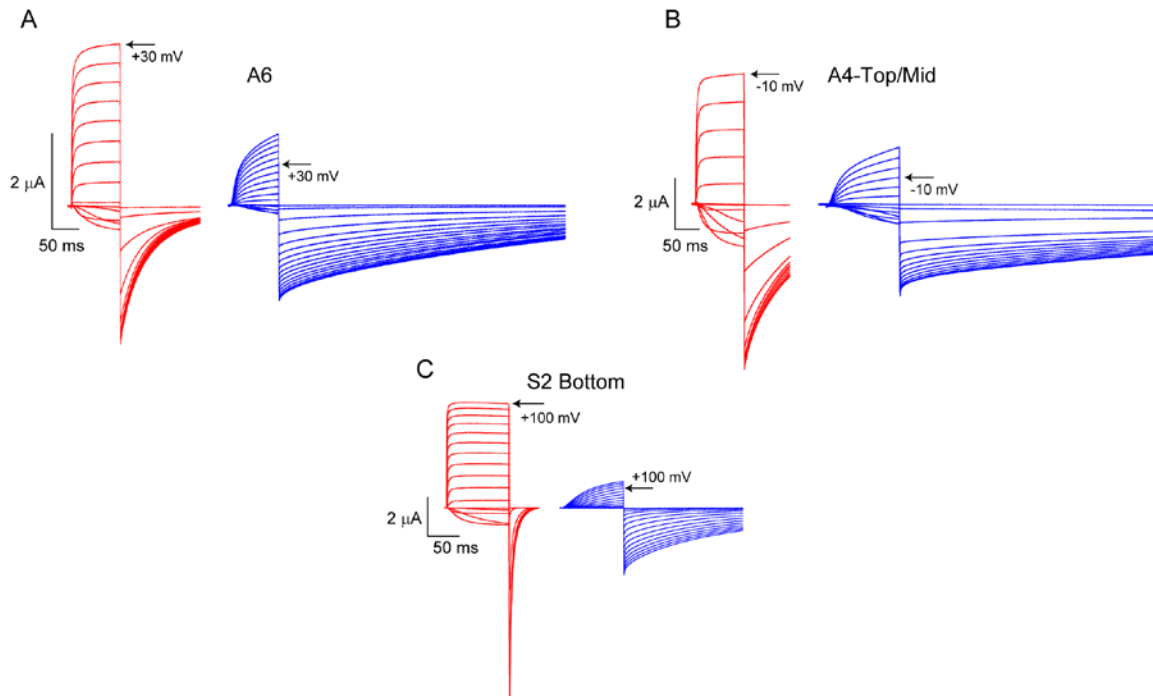 A
+30 mV
A6
+30 mV
2 μA
50 ms
B
-10 mV
A4-Top/Mid
-10 mV
2 μA
50 ms
C
S2 Bottom
+100 mV
+100 mV
2 μA
50 ms